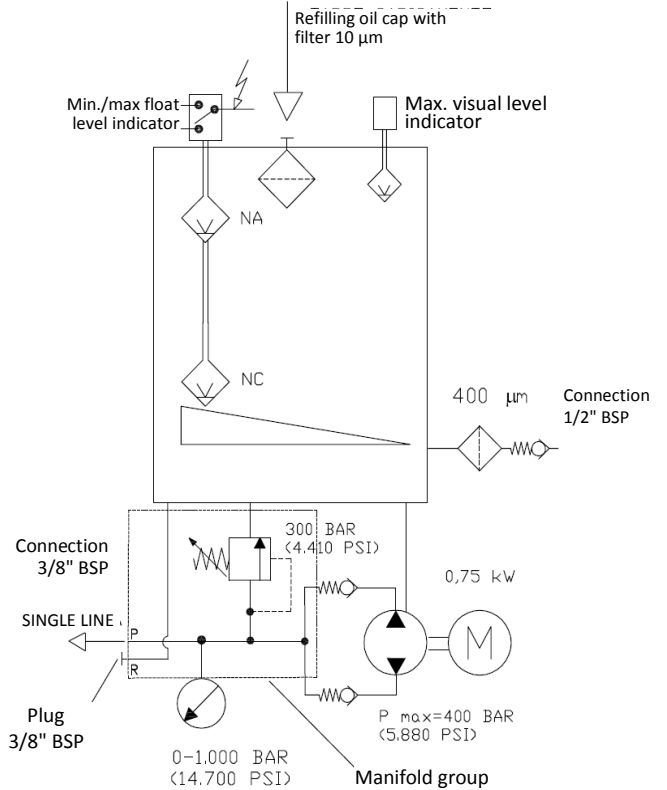 Refilling oil cap with
filter 10 µm
Min./max float
level indicator
Max. visual level
indicator
NA
NC
400 µm
Connection
1/2" BSP
300 BAR
(4.410 PSI)
Connection
3/8" BSP
0,75 kW
SINGLE LINE
P
R
M
Plug
3/8" BSP
P max=400 BAR
(5.880 PSI)
0-1.000 BAR
(14.700 PSI)
Manifold group